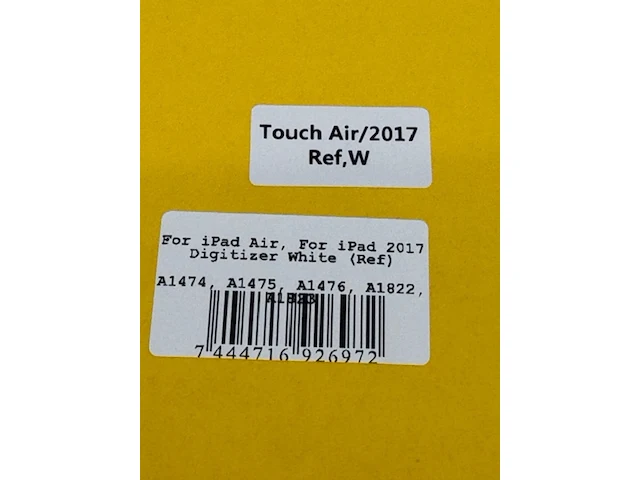 Touch Air/2017
Ref,W
For iPad Air, For iPad 2017
Digitizer White (Ref)
A1474, A1475, A1476, A1822,
A1823
7 444716 926972